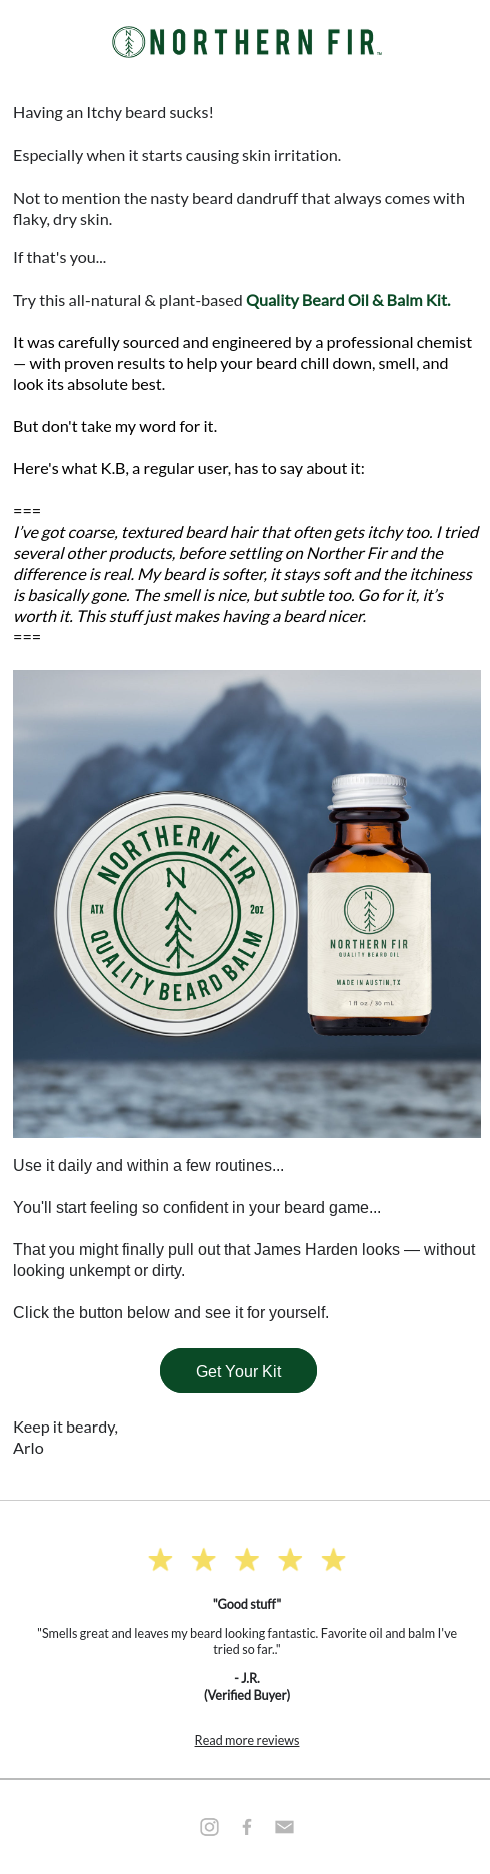 NORTHERN FIR™
Having an Itchy beard sucks!
Especially when it starts causing skin irritation.
Not to mention the nasty beard dandruff that always comes with
flaky, dry skin.
If that's you...
Try this all-natural & plant-based Quality Beard Oil & Balm Kit.
It was carefully sourced and engineered by a professional chemist
— with proven results to help your beard chill down, smell, and
look its absolute best.
But don't take my word for it.
Here's what K.B, a regular user, has to say about it:
===
I’ve got coarse, textured beard hair that often gets itchy too. I tried
several other products, before settling on Norther Fir and the
difference is real. My beard is softer, it stays soft and the itchiness
is basically gone. The smell is nice, but subtle too. Go for it, it’s
worth it. This stuff just makes having a beard nicer.
===
NORTHERN FIR
N
ATX
2oz
QUALITY BEARD BALM
N
NORTHERN FIR
QUALITY BEARD OIL
MADE IN AUSTIN, TX
1 fl oz / 30 mL
Use it daily and within a few routines...
You'll start feeling so confident in your beard game...
That you might finally pull out that James Harden looks — without
looking unkempt or dirty.
Click the button below and see it for yourself.
Get Your Kit
Keep it beardy,
Arlo
"Good stuff"
"Smells great and leaves my beard looking fantastic. Favorite oil and balm I’ve
tried so far.."
- J.R.
(Verified Buyer)
Read more reviews